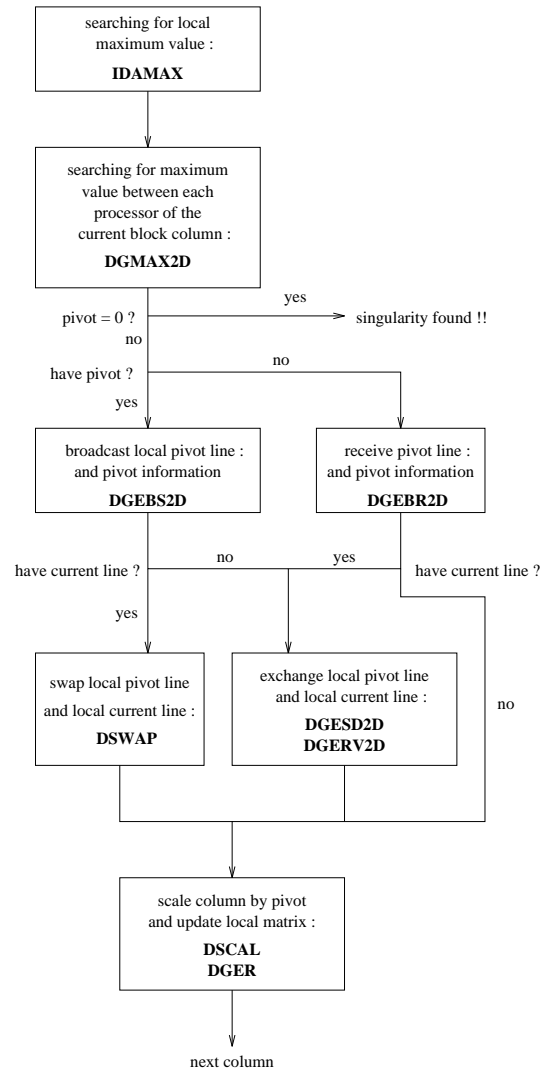 searching for local
maximum value :
IDAMAX
searching for maximum
value between each
processor of the
current block column :
DGMAX2D
pivot = 0 ?
yes
singularity found !!
no
have pivot ?
no
yes
broadcast local pivot line :
and pivot information
DGEBS2D
receive pivot line :
and pivot information
DGEBR2D
have current line ?
no
yes
have current line ?
yes
swap local pivot line
and local current line :
DSWAP
exchange local pivot line
and local current line :
DGESD2D
DGERV2D
no
scale column by pivot
and update local matrix :
DSCAL
DGER
next column